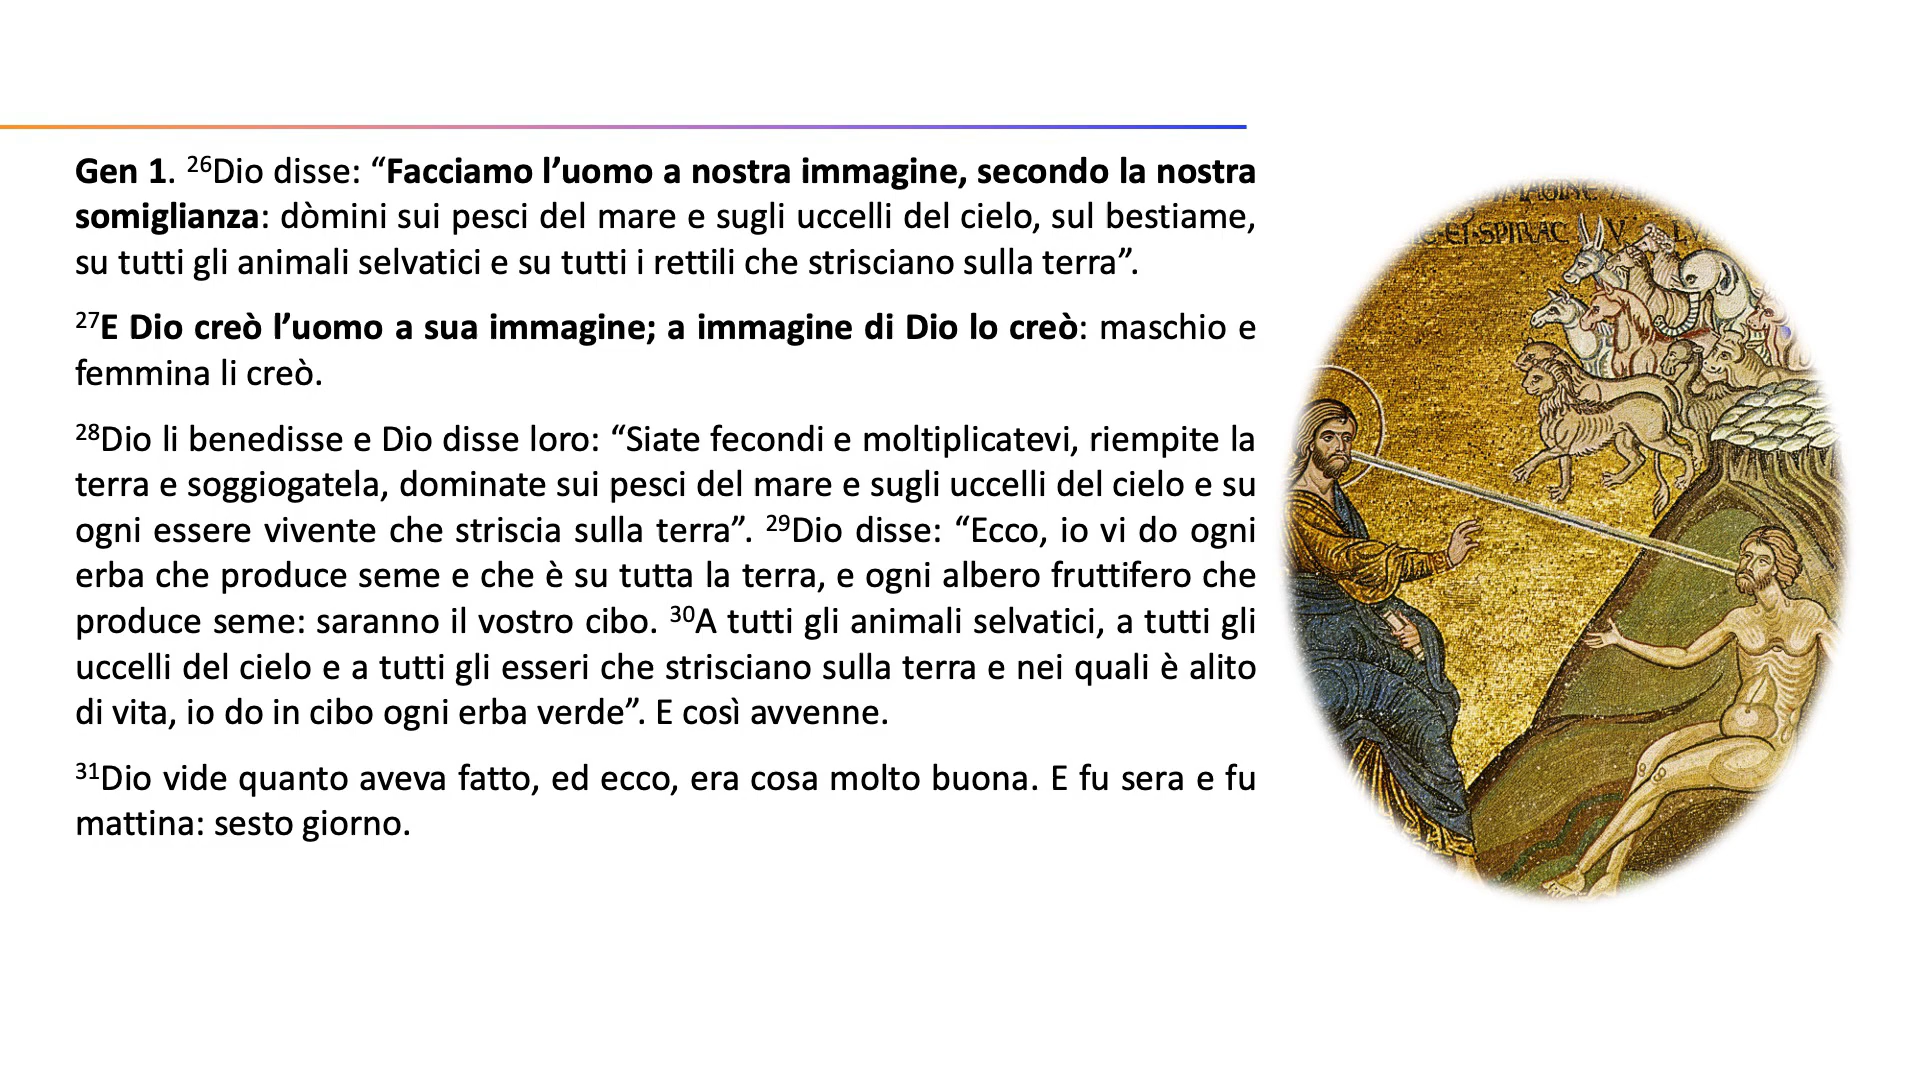 Gen 1. ²⁶Dio disse: “Facciamo l’uomo a nostra immagine, secondo la nostra
somiglianza: dòmini sui pesci del mare e sugli uccelli del cielo, sul bestiame,
su tutti gli animali selvatici e su tutti i rettili che strisciano sulla terra”.
²⁷E Dio creò l’uomo a sua immagine; a immagine di Dio lo creò: maschio e
femmina li creò.
²⁸Dio li benedisse e Dio disse loro: “Siate fecondi e moltiplicatevi, riempite la
terra e soggiogatela, dominate sui pesci del mare e sugli uccelli del cielo e su
ogni essere vivente che striscia sulla terra”. ²⁹Dio disse: “Ecco, io vi do ogni
erba che produce seme e che è su tutta la terra, e ogni albero fruttifero che
produce seme: saranno il vostro cibo. ³⁰A tutti gli animali selvatici, a tutti gli
uccelli del cielo e a tutti gli esseri che strisciano sulla terra e nei quali è alito
di vita, io do in cibo ogni erba verde”. E così avvenne.
³¹Dio vide quanto aveva fatto, ed ecco, era cosa molto buona. E fu sera e fu
mattina: sesto giorno.
SPIRAC